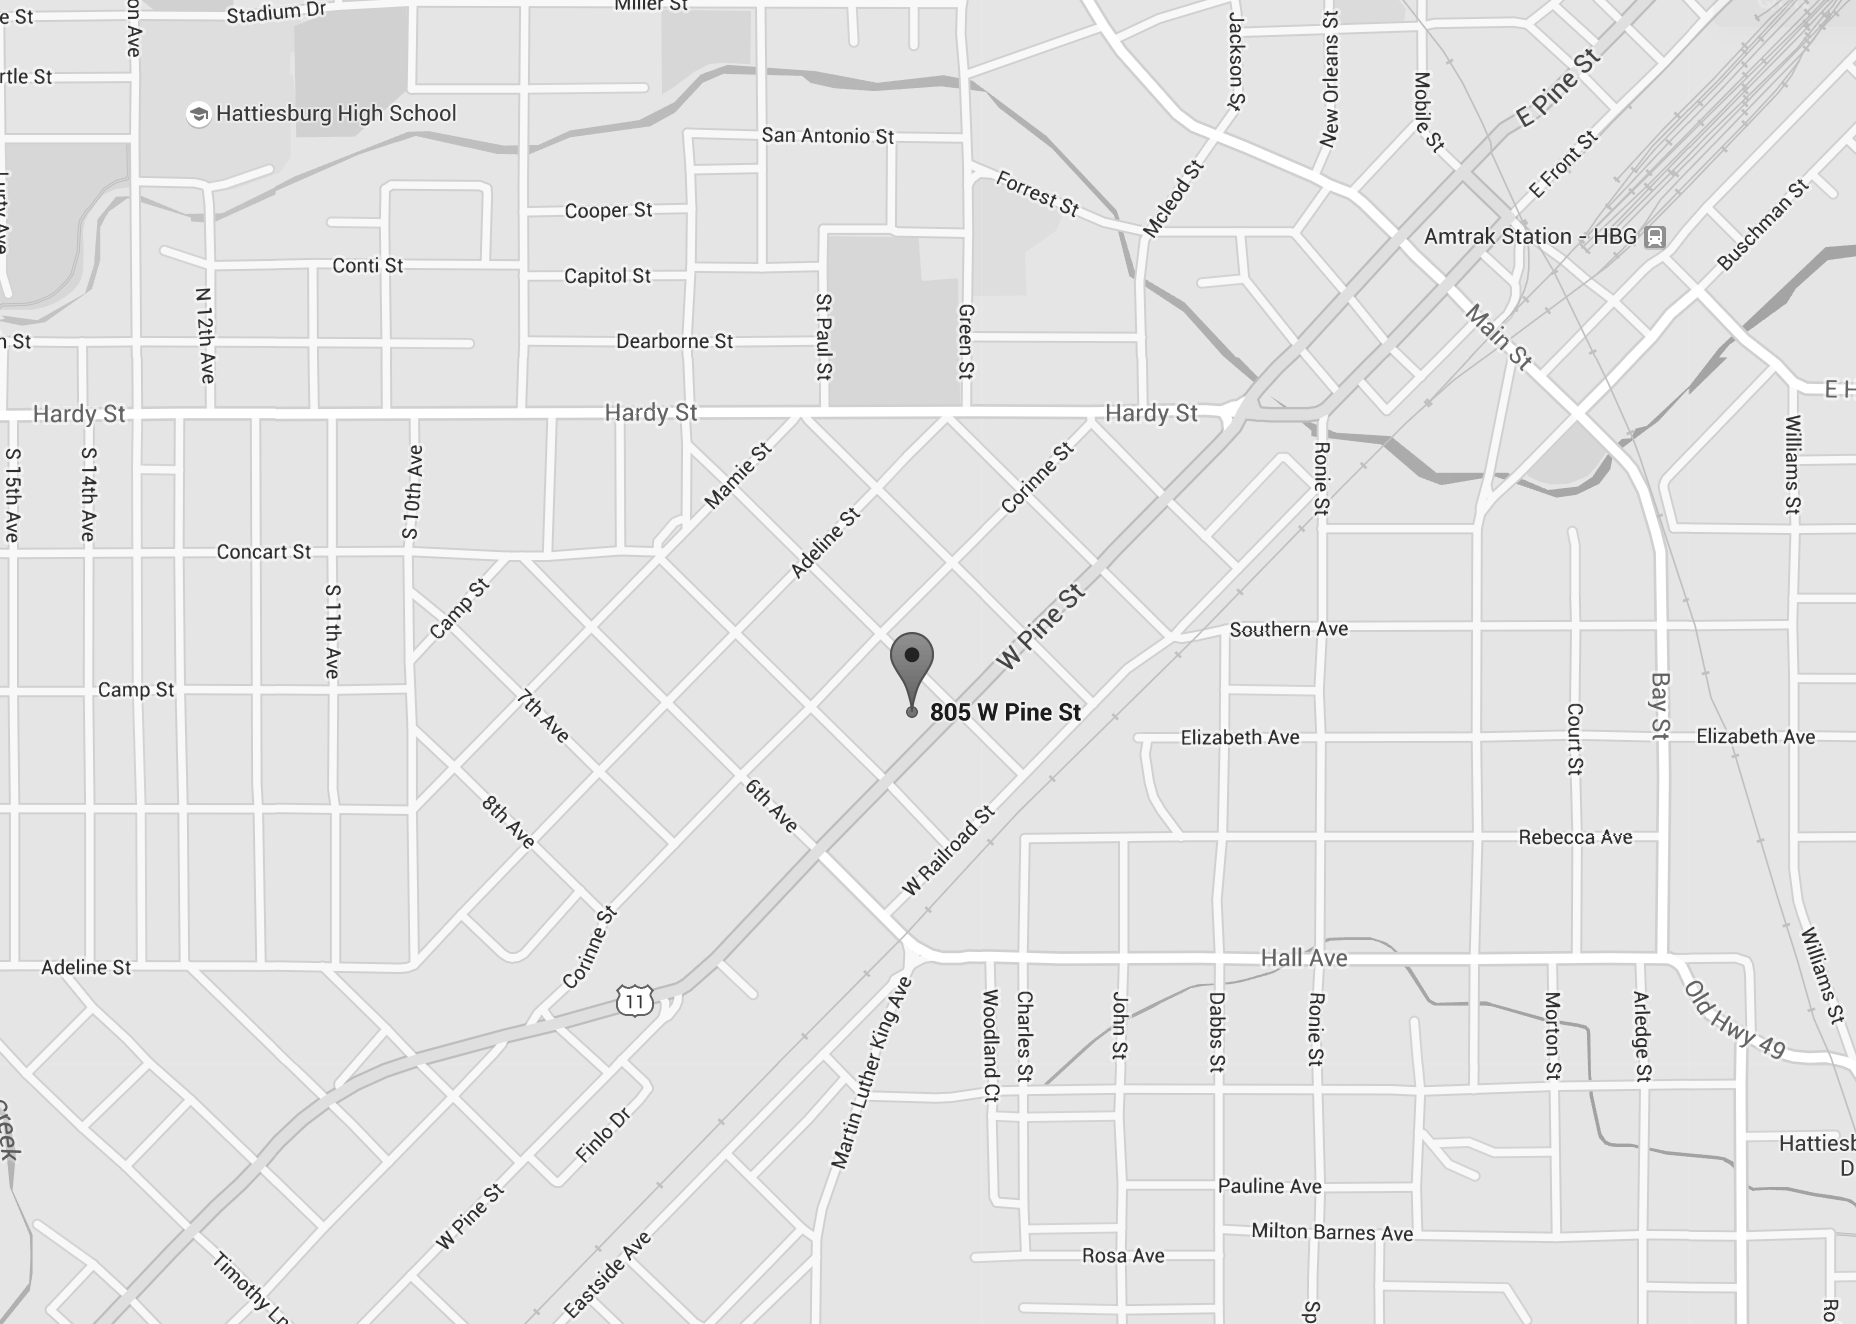 Stadium Dr
Miller St
Hattiesburg High School
San Antonio St
Jackson St
New Orleans St
Mobile St
E Pine St
E Front St
Forrest St
Mcleod St
Cooper St
Amtrak Station - HBG
Buschman St
Conti St
Capitol St
N 12th Ave
St Paul St
Green St
Dearborne St
Main St
Hardy St
Hardy St
Hardy St
E H
S 15th Ave
S 14th Ave
S 10th Ave
Mamie St
Corinne St
Ronie St
Williams St
Adeline St
Concart St
S 11th Ave
Camp St
W Pine St
Southern Ave
Camp St
7th Ave
805 W Pine St
Bay St
Court St
Elizabeth Ave
Elizabeth Ave
6th Ave
8th Ave
W Railroad St
Rebecca Ave
Corinne St
Adeline St
Hall Ave
11
Martin Luther King Ave
Woodland Ct
Charles St
John St
Dabbs St
Ronie St
Morton St
Arledge St
Old Hwy 49
Williams St
Finlo Dr
Creek
Hattiesb
D
W Pine St
Pauline Ave
Milton Barnes Ave
Rosa Ave
Timothy Ln
Eastside Ave
Sp
Ro